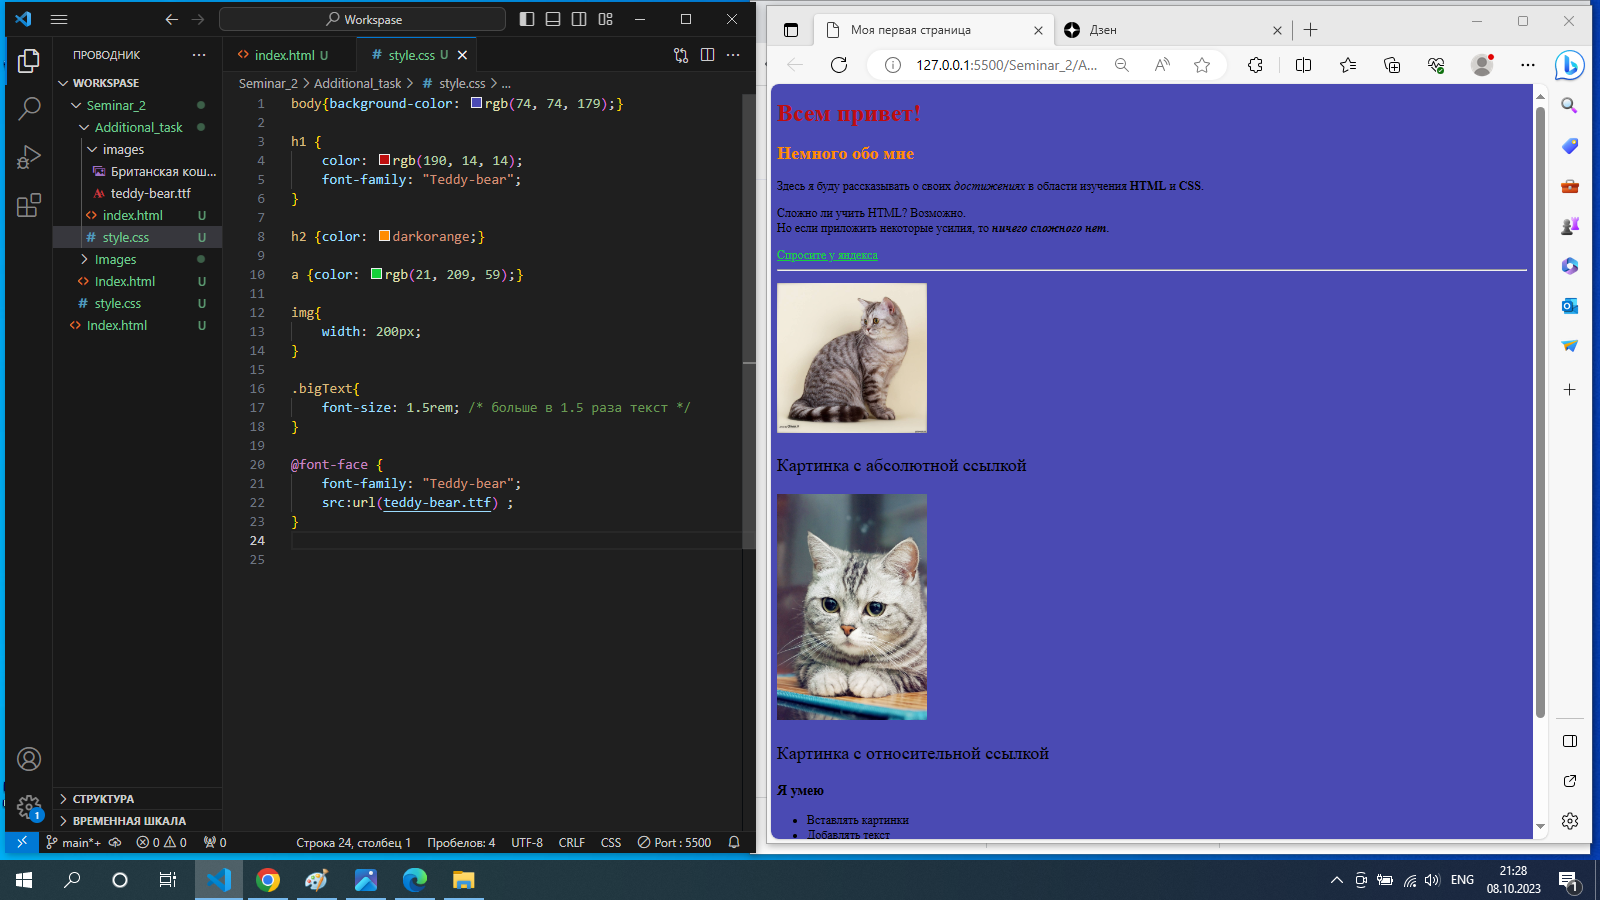 Workspase
ПРОВОДНИК
WORKSPASE
Seminar_2
Additional_task
images
Британская кош...
teddy-bear.ttf
index.html U
style.css U
Images
Index.html U
style.css U
Index.html U
СТРУКТУРА
ВРЕМЕННАЯ ШКАЛА
index.html U
style.css U
Seminar_2 > Additional_task > # style.css > ...
1 body{background-color: rgb(74, 74, 179);}
2
3 h1 {
4 color: rgb(190, 14, 14);
5 font-family: "Teddy-bear";
6 }
7
8 h2 {color: darkorange;}
9
10 a {color: rgb(21, 209, 59);}
11
12 img{
13 width: 200px;
14 }
15
16 .bigText{
17 font-size: 1.5rem; /* больше в 1.5 раза текст */
18 }
19
20 @font-face {
21 font-family: "Teddy-bear";
22 src:url(teddy-bear.ttf) ;
23 }
24
25
main*+ 0 0 0 Строка 24, столбец 1 Пробелов: 4 UTF-8 CRLF CSS Port : 5500
Моя первая страница
Дзен
127.0.0.1:5500/Seminar_2/A...
Всем привет!
Немного обо мне
Здесь я буду рассказывать о своих достижениях в области изучения HTML и CSS.
Сложно ли учить HTML? Возможно.
Но если приложить некоторые усилия, то ничего сложного нет.
Спросите у яндекса
Картинка с абсолютной ссылкой
Картинка с относительной ссылкой
Я умею
• Вставлять картинки
• Добавлять текст
1
ENG
21:28
08.10.2023
1